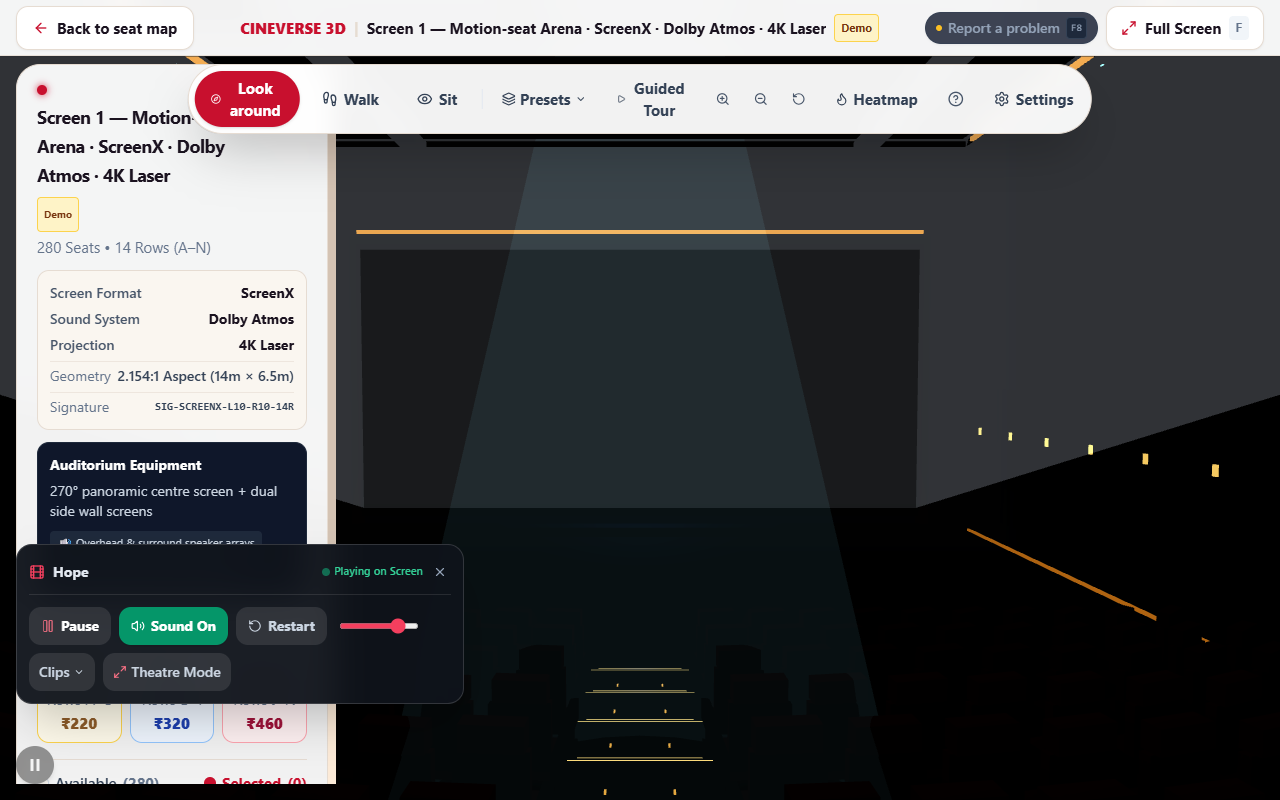 Back to seat map
CINEVERSE 3D | Screen 1 — Motion-seat Arena · ScreenX · Dolby Atmos · 4K Laser Demo
Report a problem F8
Full Screen F
Look around
Walk
Sit
Presets
Guided Tour
Heatmap
Settings
Screen 1 — Motion-
Arena · ScreenX · Dolby
Atmos · 4K Laser
Demo
280 Seats • 14 Rows (A–N)
Screen Format ScreenX
Sound System Dolby Atmos
Projection 4K Laser
Geometry 2.154:1 Aspect (14m × 6.5m)
Signature SIG-SCREENX-L10-R10-14R
Auditorium Equipment
270° panoramic centre screen + dual
side wall screens
Overhead & surround speaker arrays
Hope
Playing on Screen
Pause
Sound On
Restart
Clips
Theatre Mode
₹220 ₹320 ₹460
Available (280) Selected (0)